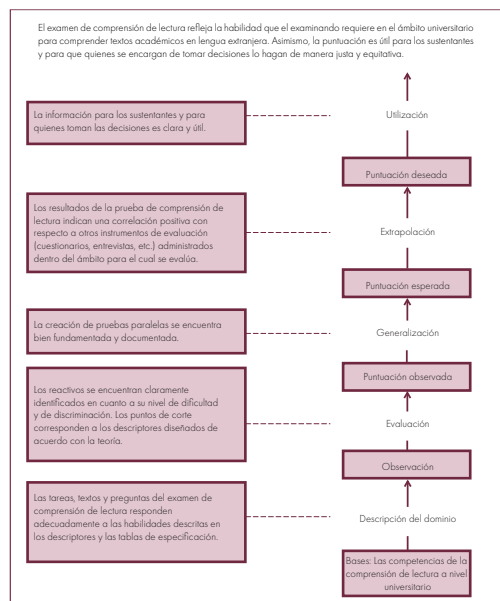 El examen de comprensión de lectura refleja la habilidad que el examinando requiere en el ámbito universitario
para comprender textos académicos en lengua extranjera. Asimismo, la puntuación es útil para los sustentantes
y para que quienes se encargan de tomar decisiones lo hagan de manera justa y equitativa.
La información para los sustentantes y para
quienes toman las decisiones es clara y útil.
Utilización
Puntuación deseada
Los resultados de la prueba de comprensión de
lectura indican una correlación positiva con
respecto a otros instrumentos de evaluación
(cuestionarios, entrevistas, etc.) administrados
dentro del ámbito para el cual se evalúa.
Extrapolación
Puntuación esperada
La creación de pruebas paralelas se encuentra
bien fundamentada y documentada.
Generalización
Puntuación observada
Los reactivos se encuentran claramente
identificados en cuanto a su nivel de dificultad
y de discriminación. Los puntos de corte
corresponden a los descriptores diseñados de
acuerdo con la teoría.
Evaluación
Observación
Las tareas, textos y preguntas del examen de
comprensión de lectura responden
adecuadamente a las habilidades descritas en
los descriptores y las tablas de especificación.
Descripción del dominio
Bases: Las competencias de la
comprensión de lectura a nivel
universitario